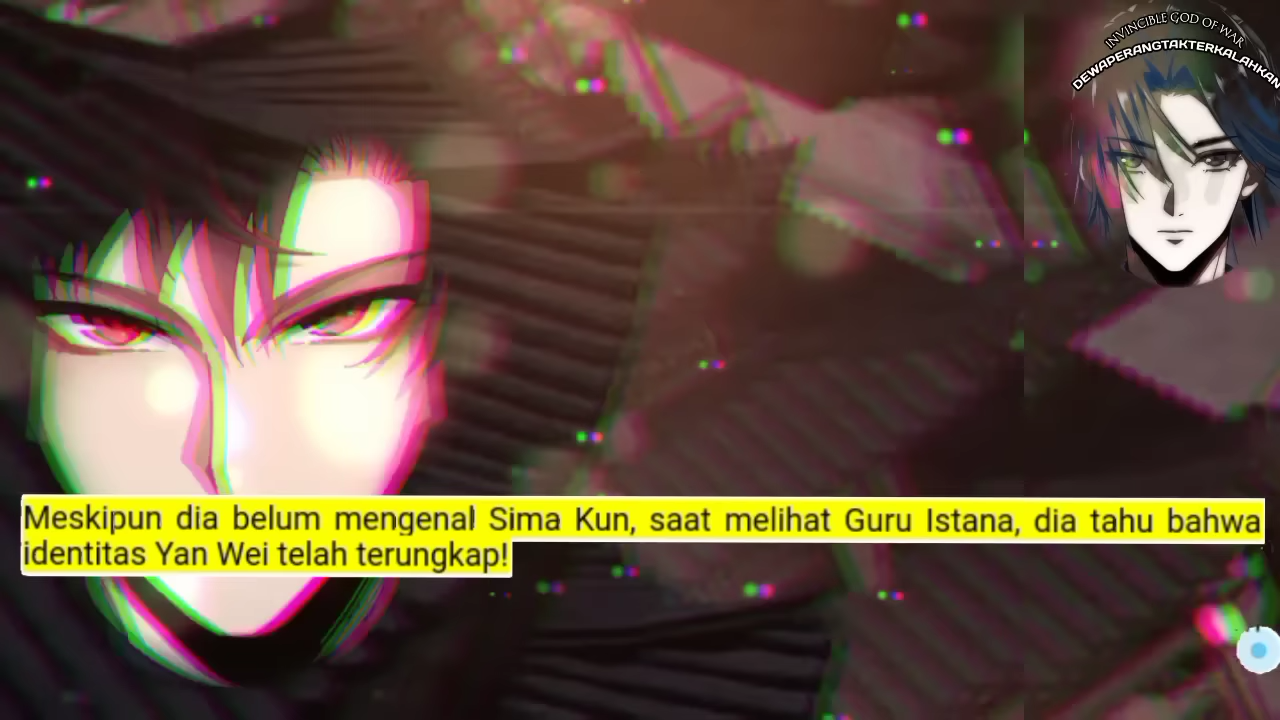 INVINCIBLE GOD OF WAR
DEWAPERANGTAKTERKALAHKAN
Meskipun dia belum mengenal Sima Kun, saat melihat Guru Istana, dia tahu bahwa
identitas Yan Wei telah terungkap!